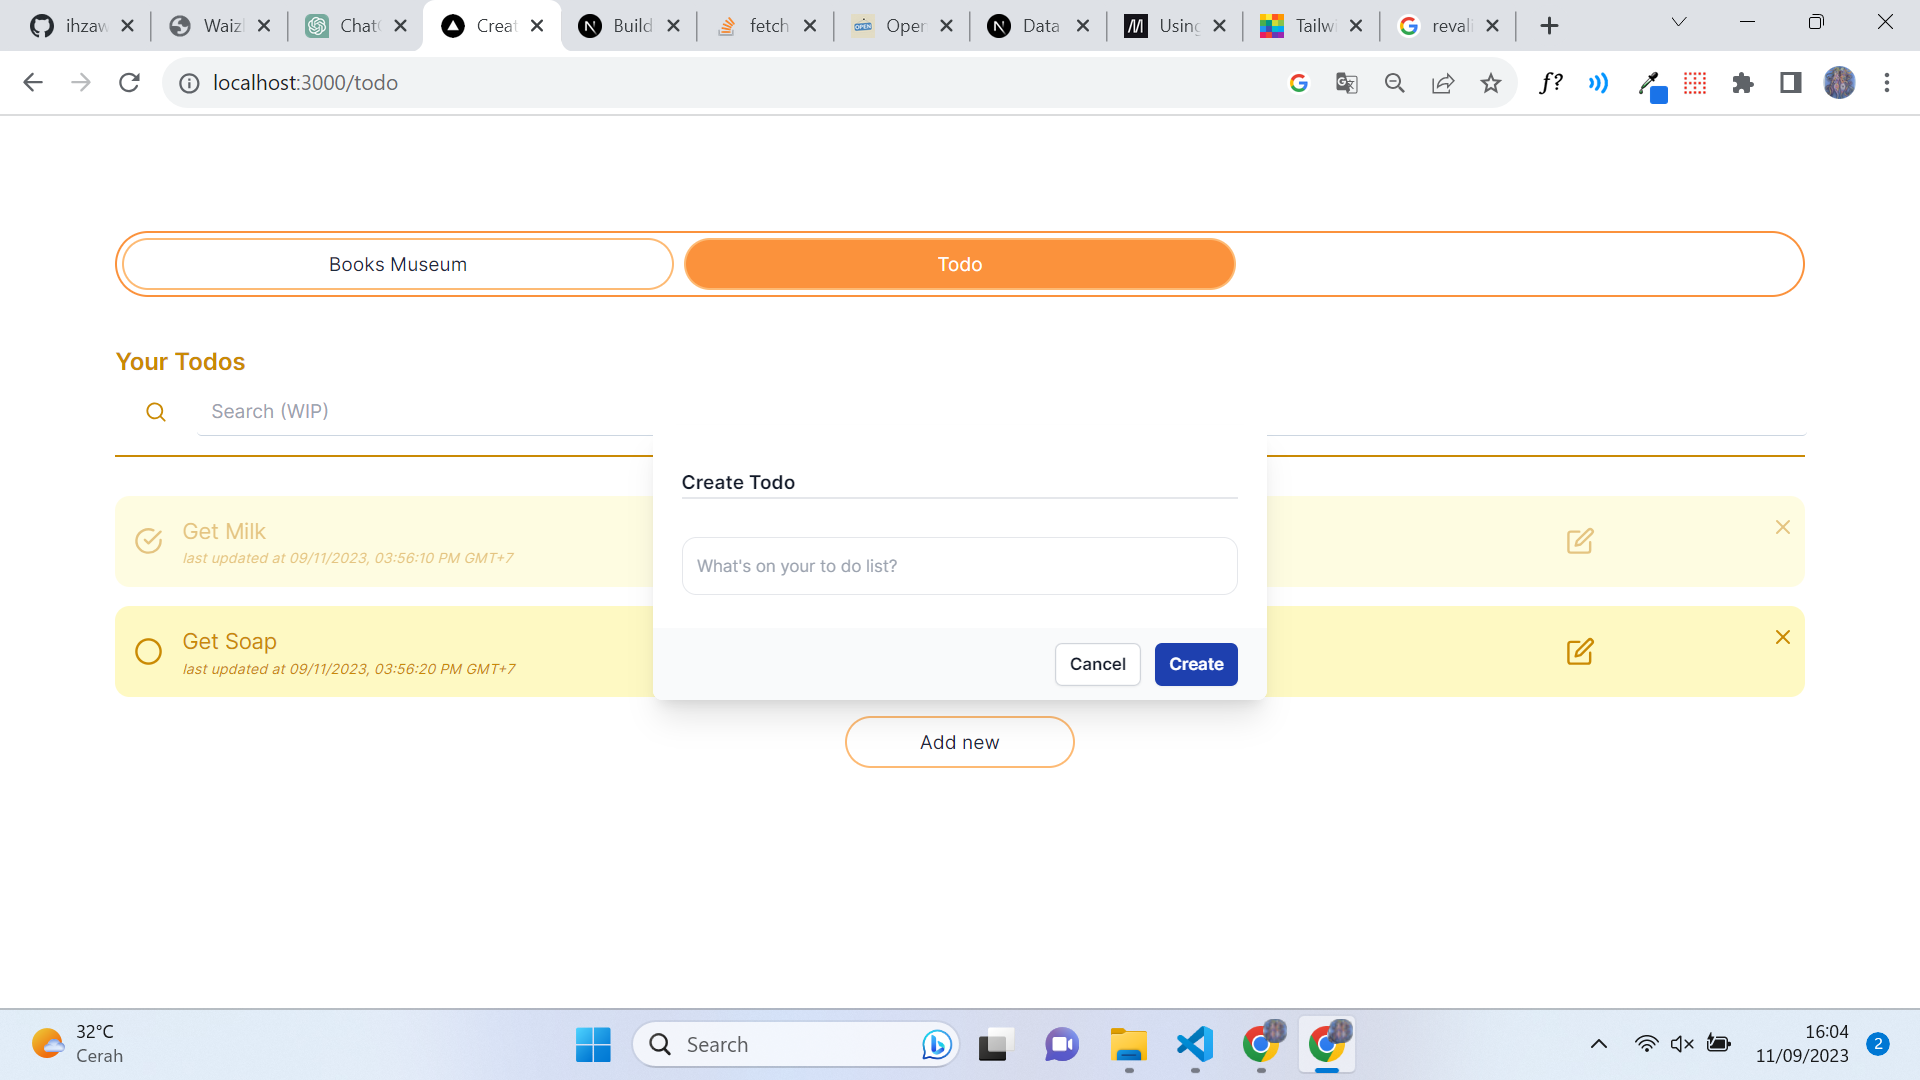 ihzaw
Waizl
Chat
Creat
Build
fetch
Open
Data
Using
Tailwi
revali
localhost:3000/todo
f?
Books Museum
Todo
Your Todos
Search (WIP)
Create Todo
Get Milk
last updated at 09/11/2023, 03:56:10 PM GMT+7
What's on your to do list?
Get Soap
last updated at 09/11/2023, 03:56:20 PM GMT+7
Cancel
Create
Add new
32°C
Cerah
Search
16:04
11/09/2023
2